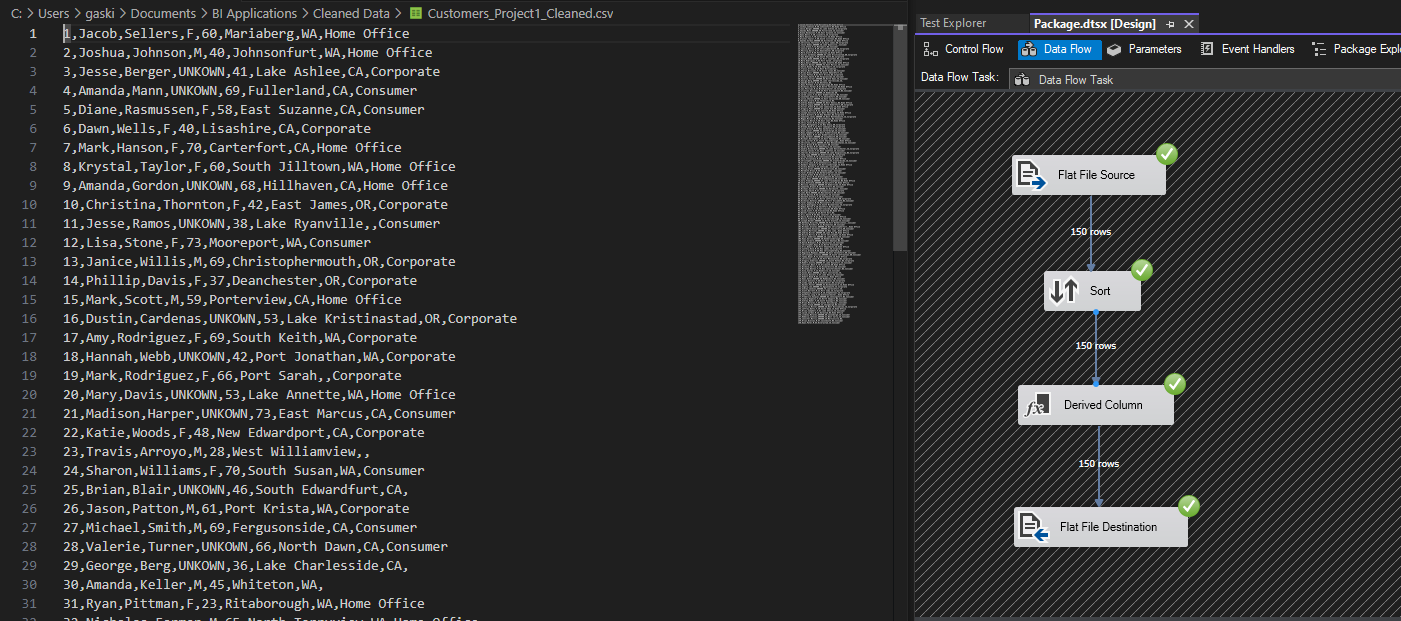 C: > Users > gaski > Documents > BI Applications > Cleaned Data > Customers_Project1_Cleaned.csv
1 1,Jacob,Sellers,F,60,Mariaberg,WA,Home Office
2 2,Joshua,Johnson,M,40,Johnsonfurt,WA,Home Office
3 3,Jesse,Berger,UNKOWN,41,Lake Ashlee,CA,Corporate
4 4,Amanda,Mann,UNKOWN,69,Fullerland,CA,Consumer
5 5,Diane,Rasmussen,F,58,East Suzanne,CA,Consumer
6 6,Dawn,Wells,F,40,Lisashire,CA,Corporate
7 7,Mark,Hanson,F,70,Carterfort,CA,Home Office
8 8,Krystal,Taylor,F,60,South Jilltown,WA,Home Office
9 9,Amanda,Gordon,UNKOWN,68,Hillhaven,CA,Home Office
10 10,Christina,Thornton,F,42,East James,OR,Corporate
11 11,Jesse,Ramos,UNKOWN,38,Lake Ryanville,,Consumer
12 12,Lisa,Stone,F,73,Mooreport,WA,Consumer
13 13,Janice,Willis,M,69,Christophermouth,OR,Corporate
14 14,Phillip,Davis,F,37,Deanchester,OR,Corporate
15 15,Mark,Scott,M,59,Porterview,CA,Home Office
16 16,Dustin,Cardenas,UNKOWN,53,Lake Kristinastad,OR,Corporate
17 17,Amy,Rodriguez,F,69,South Keith,WA,Corporate
18 18,Hannah,Webb,UNKOWN,42,Port Jonathan,WA,Corporate
19 19,Mark,Rodriguez,F,66,Port Sarah,,Corporate
20 20,Mary,Davis,UNKOWN,53,Lake Annette,WA,Home Office
21 21,Madison,Harper,UNKOWN,73,East Marcus,CA,Consumer
22 22,Katie,Woods,F,48,New Edwardport,CA,Corporate
23 23,Travis,Arroyo,M,28,West Williamview,,
24 24,Sharon,Williams,F,70,South Susan,WA,Consumer
25 25,Brian,Blair,UNKOWN,46,South Edwardfurt,CA,
26 26,Jason,Patton,M,61,Port Krista,WA,Corporate
27 27,Michael,Smith,M,69,Fergusonside,CA,Consumer
28 28,Valerie,Turner,UNKOWN,66,North Dawn,CA,Consumer
29 29,George,Berg,UNKOWN,36,Lake Charlesside,CA,
30 30,Amanda,Keller,M,45,Whiteton,WA,
31 31,Ryan,Pittman,F,23,Ritaborough,WA,Home Office
Test Explorer
Package.dtsx [Design]
Control Flow
Data Flow
Parameters
Event Handlers
Package Explo
Data Flow Task:
Data Flow Task
Flat File Source
150 rows
Sort
150 rows
Derived Column
150 rows
Flat File Destination